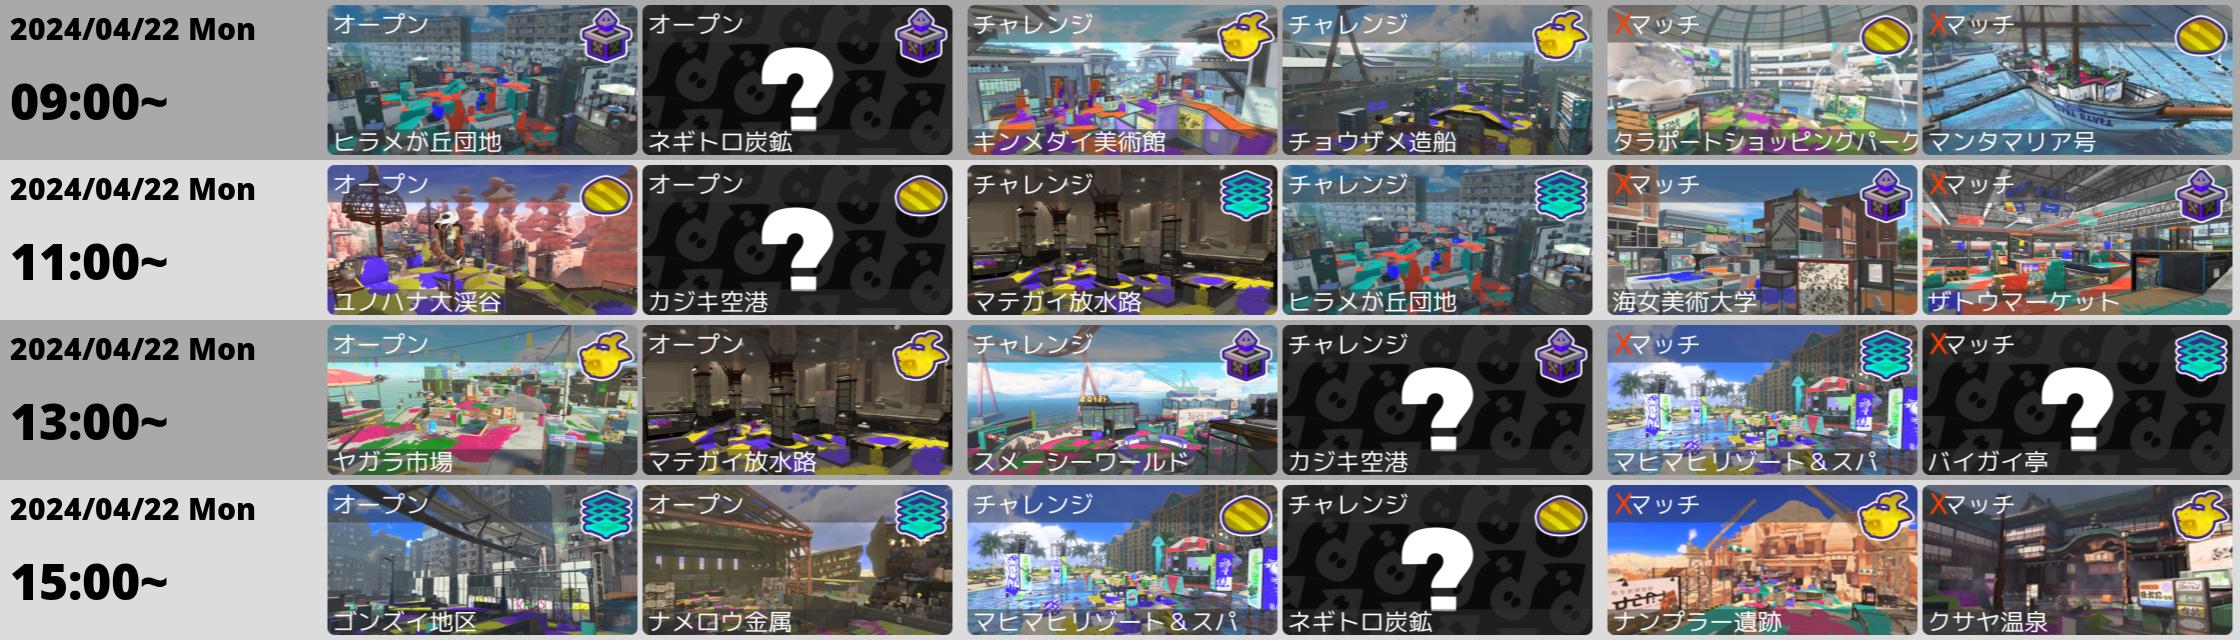 2024/04/22 Mon
09:00~
オープン
ヒラメが丘団地
オープン
?
ネギトロ炭鉱
チャレンジ
キンメダイ美術館
チャレンジ
チョウザメ造船
Xマッチ
タラポートショッピングパーク
Xマッチ
マンタマリア号
2024/04/22 Mon
11:00~
オープン
ユノハナ大渓谷
オープン
?
カジキ空港
チャレンジ
マテガイ放水路
チャレンジ
ヒラメが丘団地
Xマッチ
海女美術大学
Xマッチ
ザトウマーケット
2024/04/22 Mon
13:00~
オープン
ヤガラ市場
オープン
マテガイ放水路
チャレンジ
スメーシーワールド
チャレンジ
?
カジキ空港
Xマッチ
マヒマヒリゾート＆スパ
Xマッチ
?
バイガイ亭
2024/04/22 Mon
15:00~
オープン
ゴンズイ地区
オープン
ナメロウ金属
チャレンジ
マヒマヒリゾート＆スパ
チャレンジ
?
ネギトロ炭鉱
Xマッチ
ナンプラー遺跡
Xマッチ
クサヤ温泉